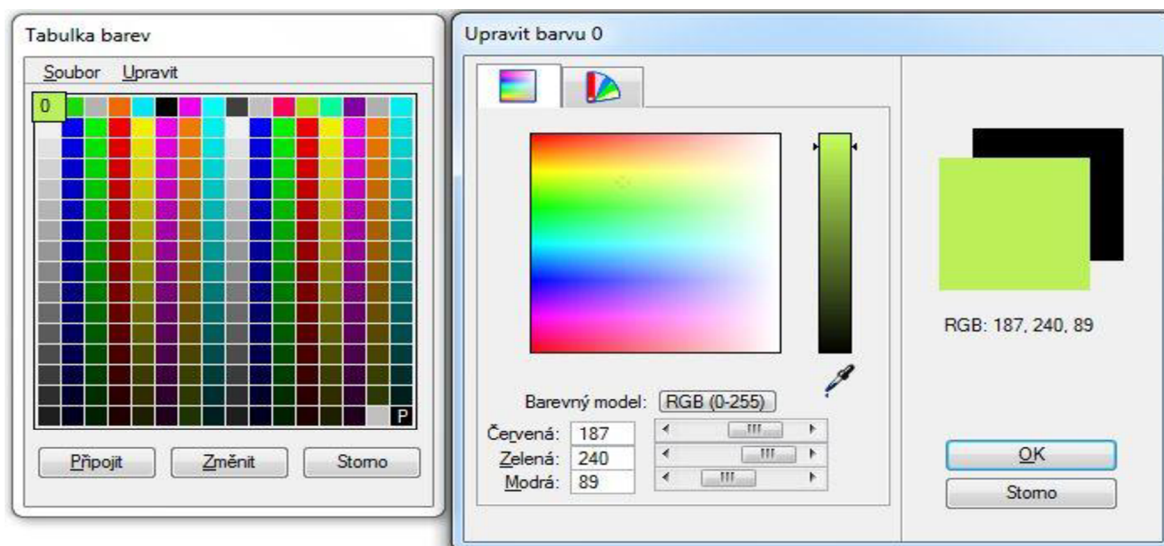 Tabulka barev
Soubor Upravit
0
P
Připojit Změnit Storno
Upravit barvu 0
RGB: 187, 240, 89
Barevný model: RGB (0-255)
Červená: 187
Zelená: 240
Modrá: 89
OK
Storno